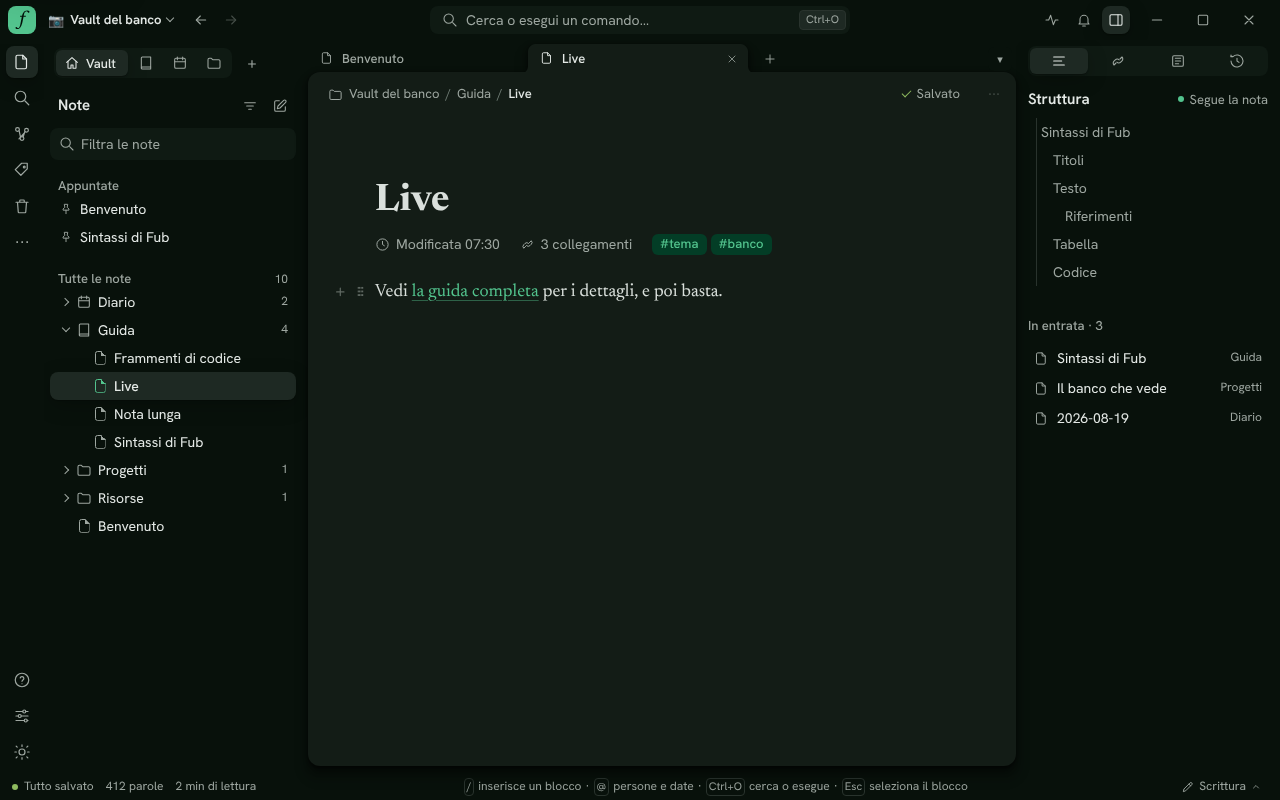 f
Vault del banco
Cerca o esegui un comando...
Ctrl+O
Vault
Note
Filtra le note
Appuntate
Benvenuto
Sintassi di Fub
Tutte le note 10
Diario 2
Guida 4
Frammenti di codice
Live
Nota lunga
Sintassi di Fub
Progetti 1
Risorse 1
Benvenuto
Benvenuto
Live
Vault del banco / Guida / Live
Salvato
Live
Modificata 07:30
3 collegamenti
#tema
#banco
Vedi la guida completa per i dettagli, e poi basta.
Struttura
Segue la nota
Sintassi di Fub
Titoli
Testo
Riferimenti
Tabella
Codice
In entrata · 3
Sintassi di Fub Guida
Il banco che vede Progetti
2026-08-19 Diario
Tutto salvato 412 parole 2 min di lettura
/ inserisce un blocco · @ persone e date · Ctrl+O cerca o esegue · Esc seleziona il blocco
Scrittura